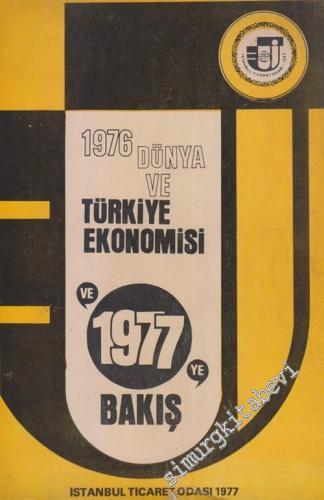 1976 DÜNYA
VE
TÜRKİYE
EKONOMİSİ
VE
1977
YE
BAKIŞ
İSTANBUL TİCARET ODASI 1977
simurgkitabevi